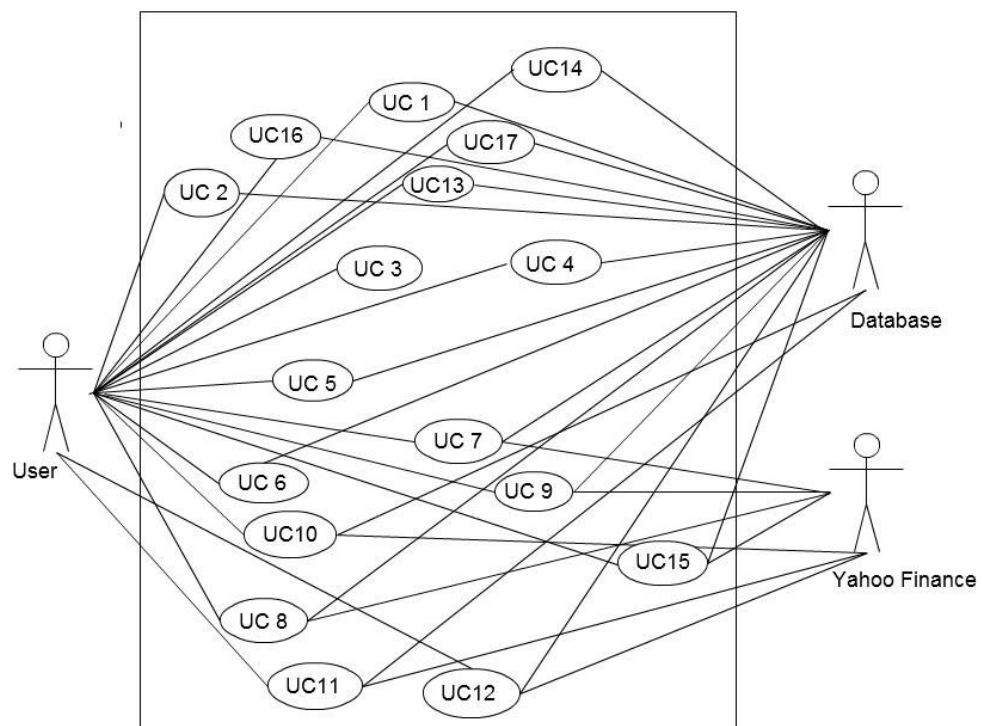 UC14
UC 1
UC16
UC17
UC13
UC 2
UC 3
UC 4
Database
UC 5
UC 7
User
UC 6
UC 9
UC10
UC15
Yahoo Finance
UC 8
UC11
UC12